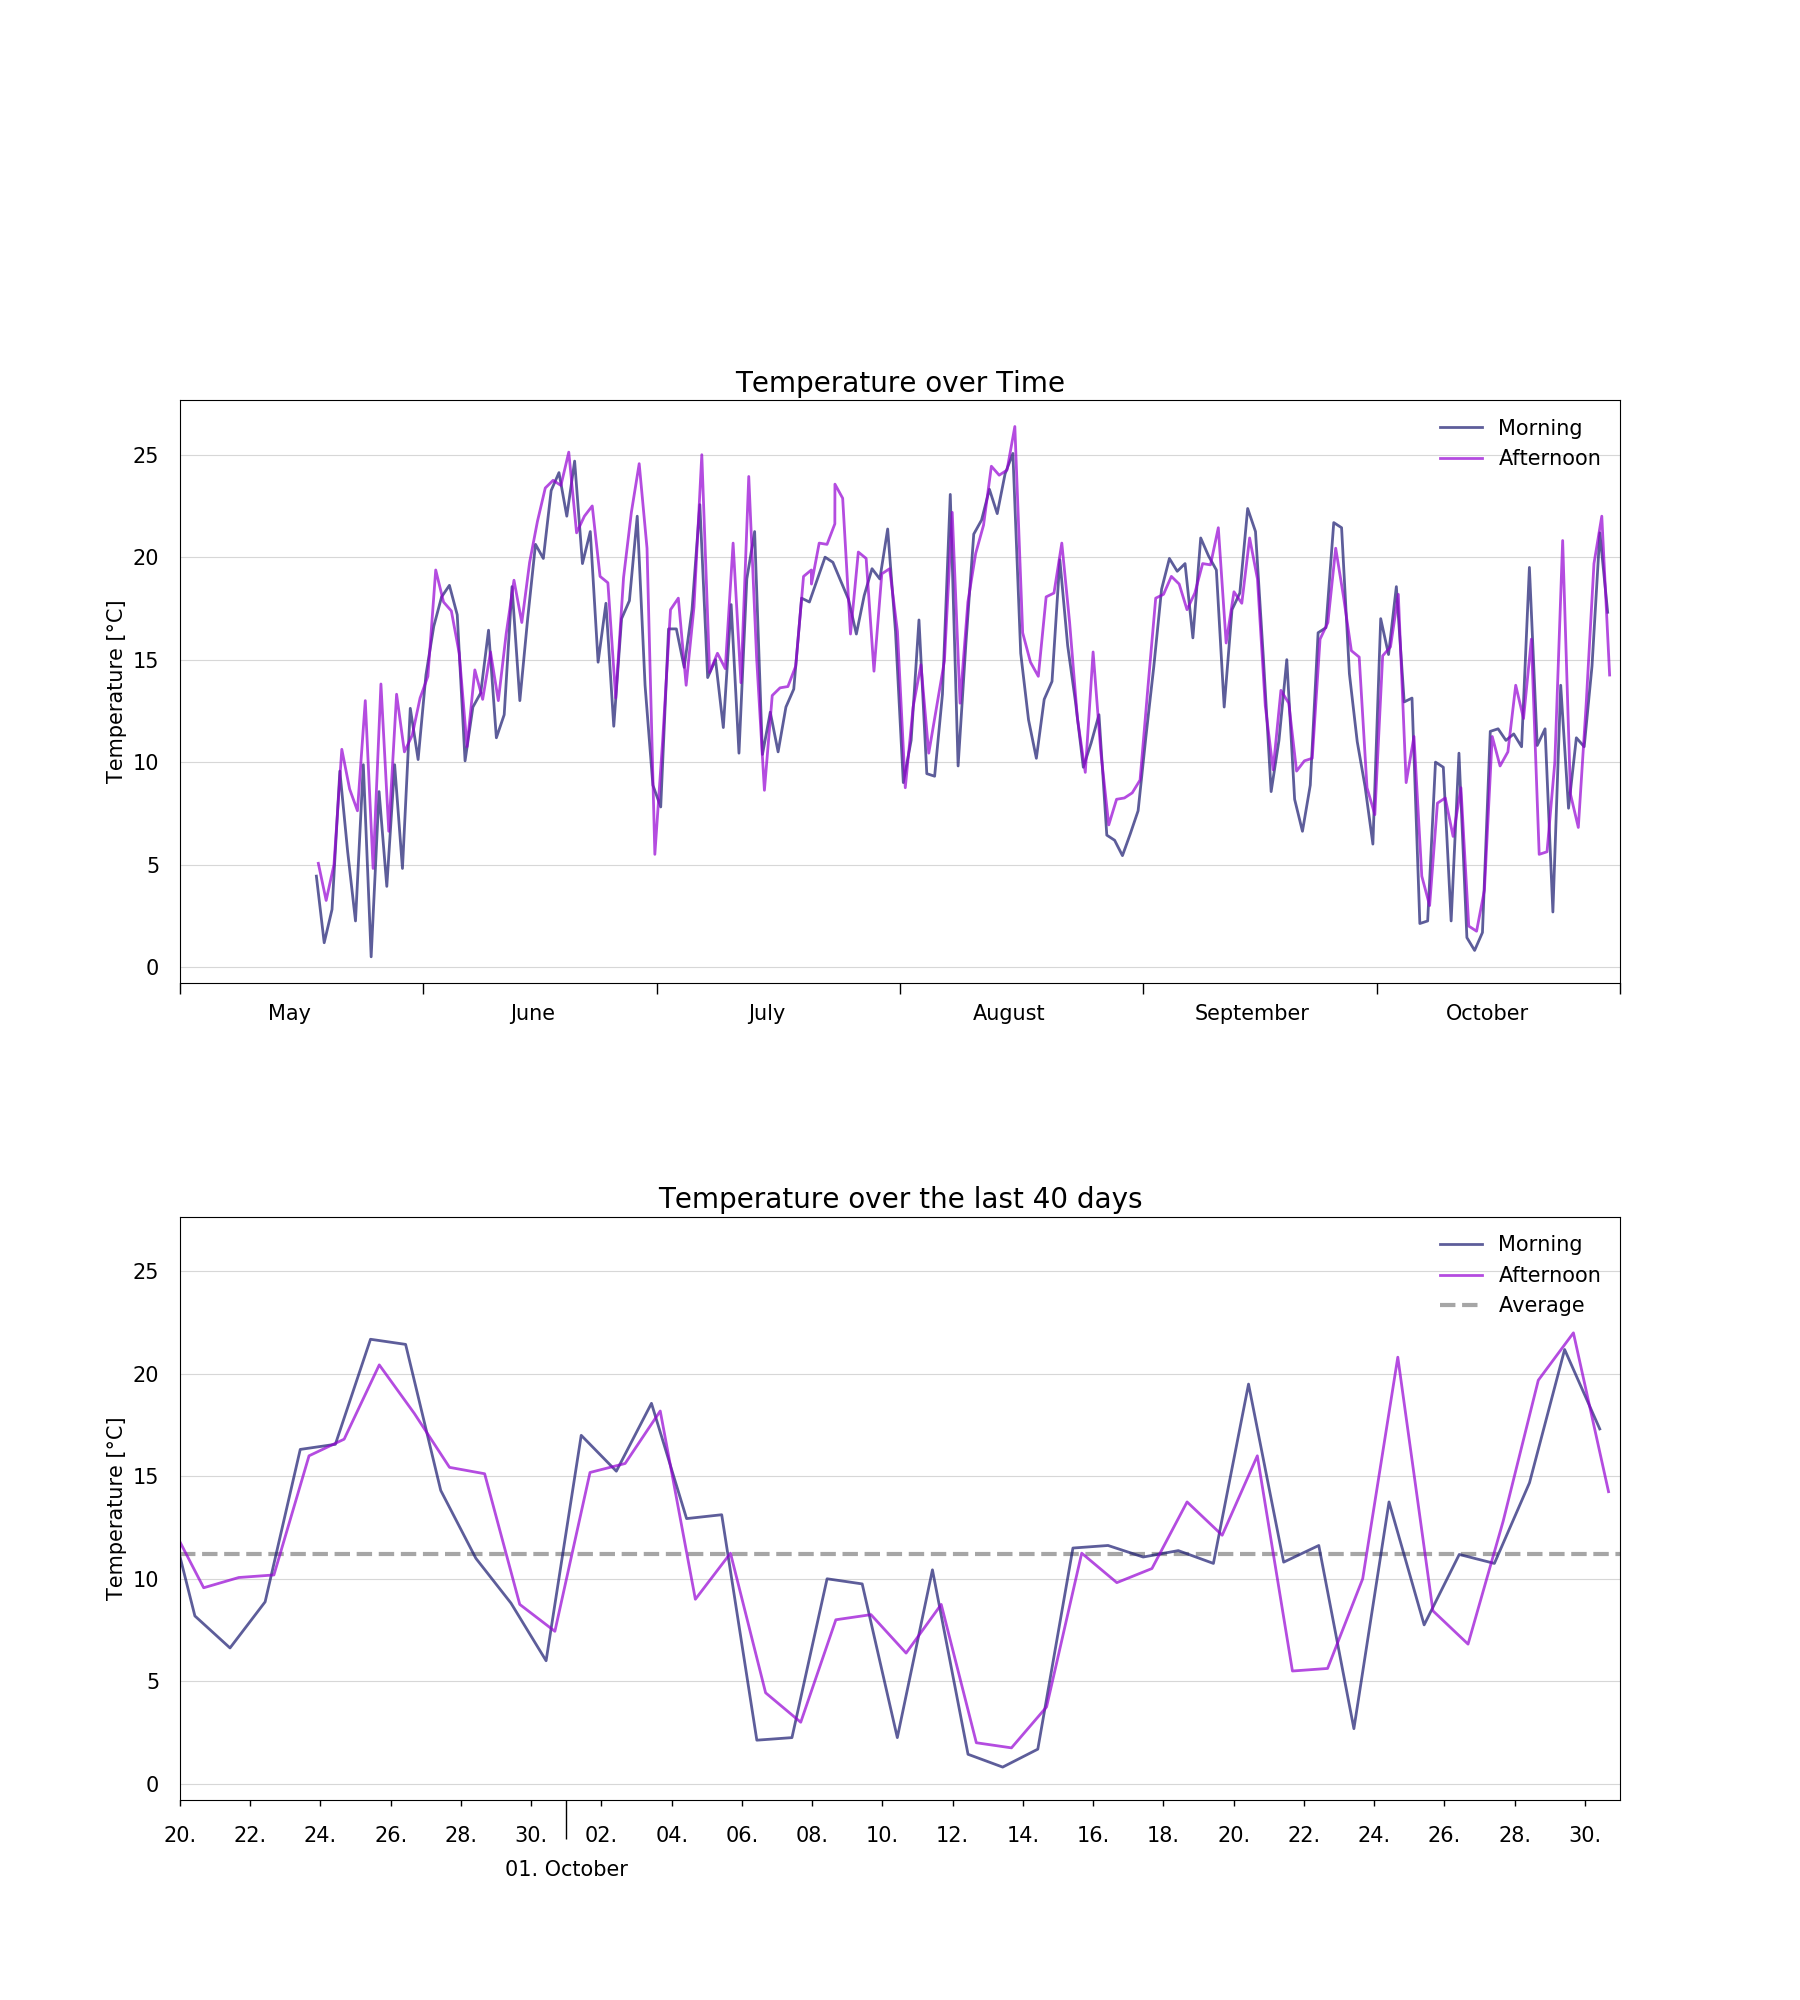 Temperature over Time
Morning
Afternoon
25
20
15
10
5
0
Temperature [°C]
May June July August September October
Temperature over the last 40 days
Morning
Afternoon
Average
25
20
15
10
5
0
Temperature [°C]
20. 22. 24. 26. 28. 30. 02. 04. 06. 08. 10. 12. 14. 16. 18. 20. 22. 24. 26. 28. 30.
01. October